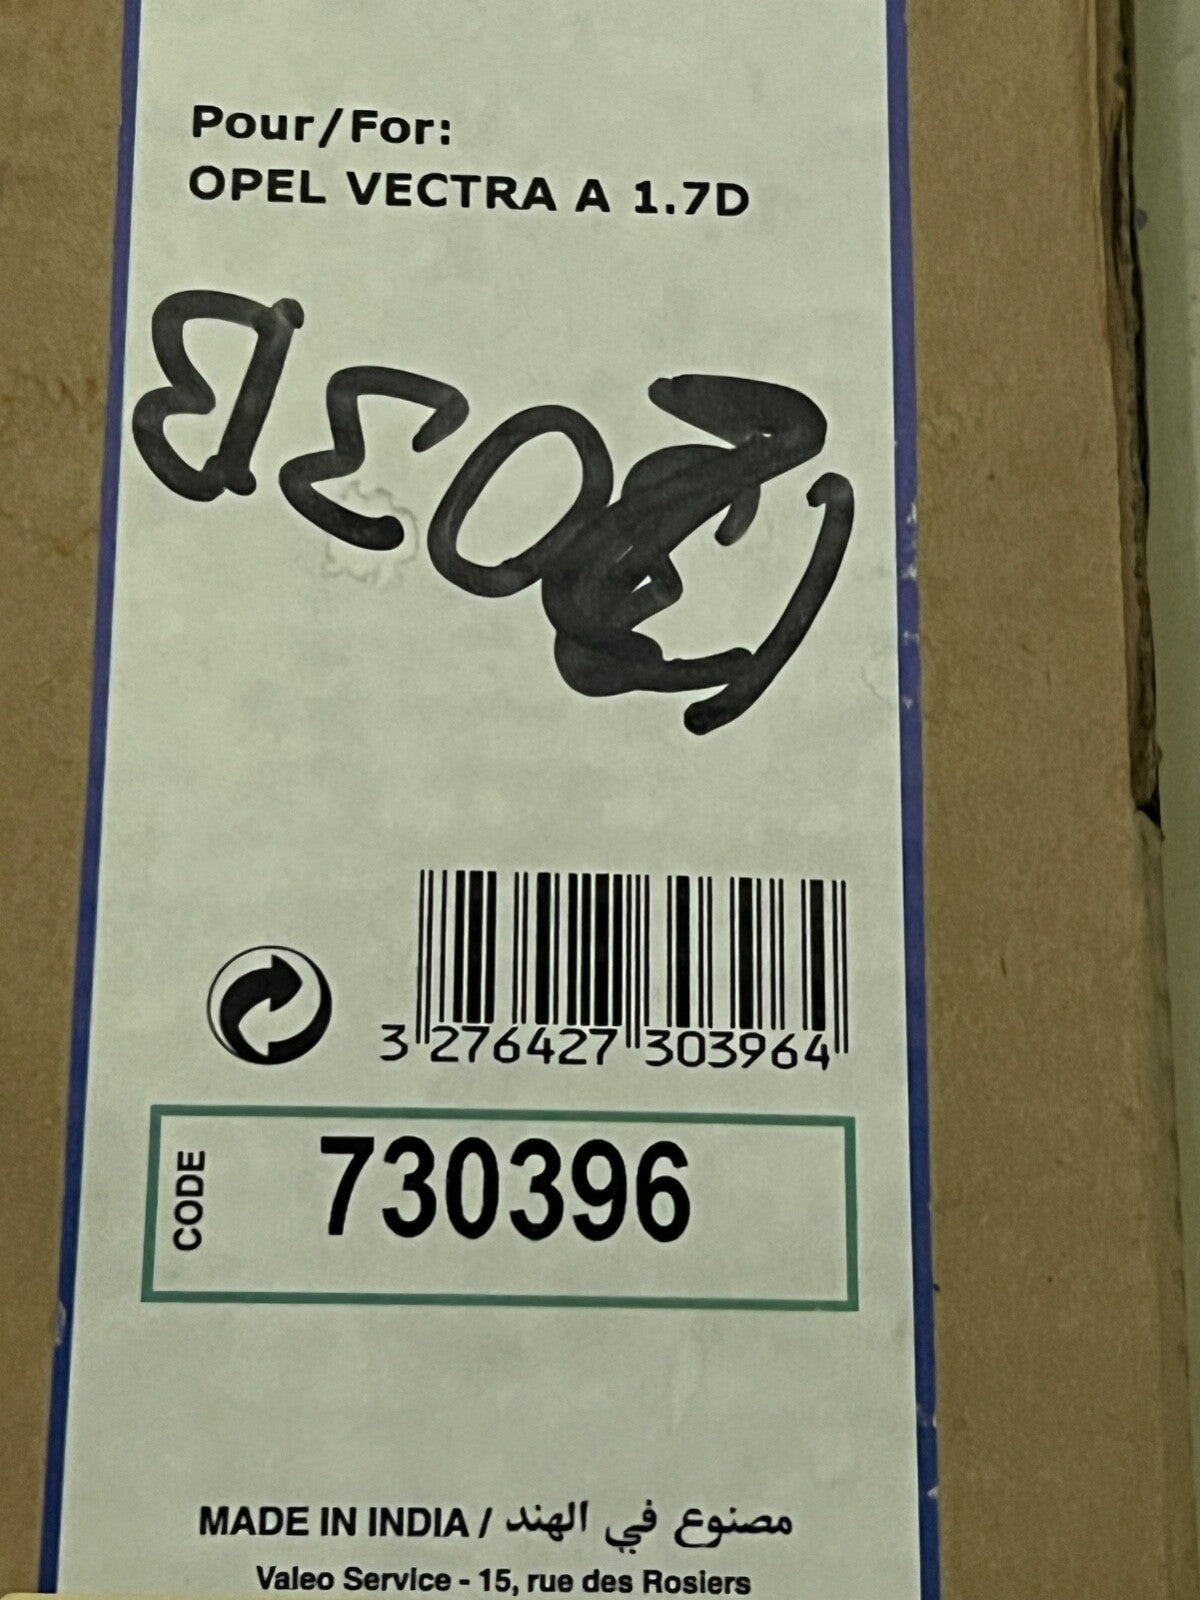 Pour/For:
OPEL VECTRA A 1.7D
3 276427 303964
CODE
730396
MADE IN INDIA / مصنوع في الهند
Valeo Service - 15, rue des Rosiers